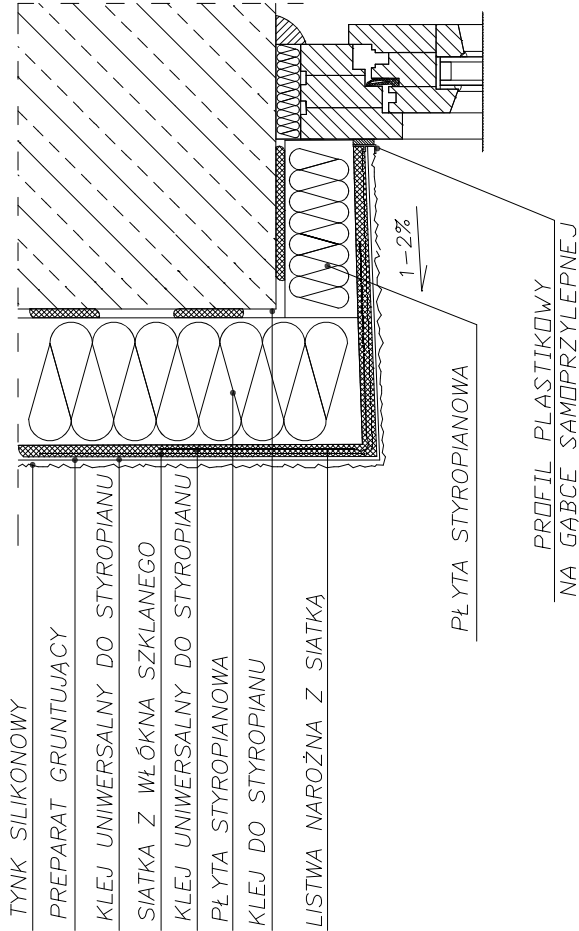 TYNK SILIKONOWY
PREPARAT GRUNTUJĄCY
KLEJ UNIWERSALNY DO STYROPIANU
SIATKA Z WŁÓKNA SZKLANEGO
KLEJ UNIWERSALNY DO STYROPIANU
PŁYTA STYROPIANOWA
KLEJ DO STYROPIANU
LISTWA NAROŻNA Z SIATKĄ
1-2%
PŁYTA STYROPIANOWA
PROFIL PLASTIKOWY
NA GĄBCE SAMOPRZYLEPNEJ